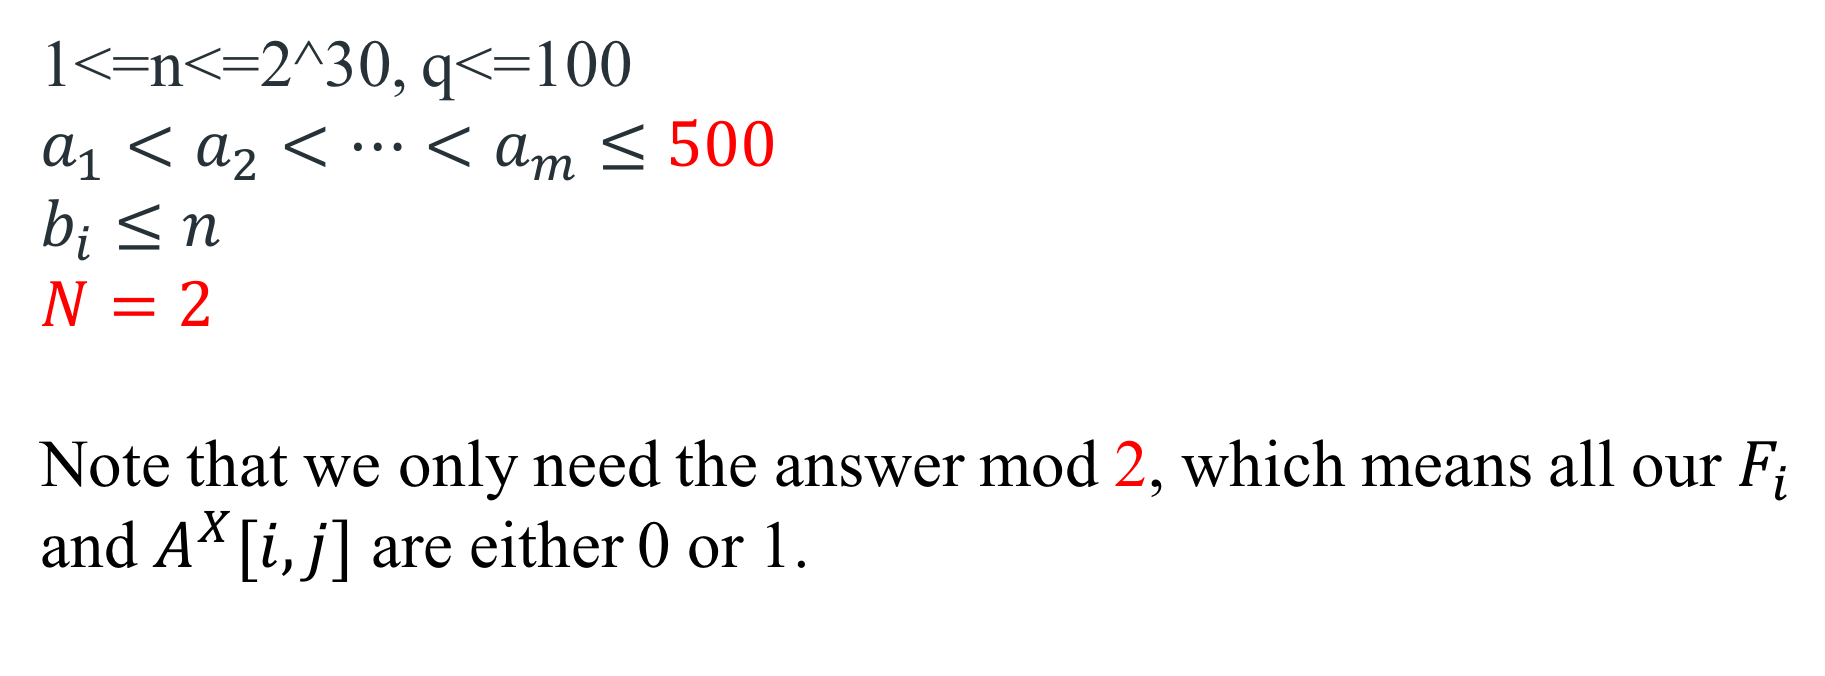 1<=n<=2^30, q<=100
a₁ < a₂ < ⋯ < aₘ ≤ 500
bᵢ ≤ n
N = 2
Note that we only need the answer mod 2, which means all our Fᵢ
and Aˣ[i, j] are either 0 or 1.